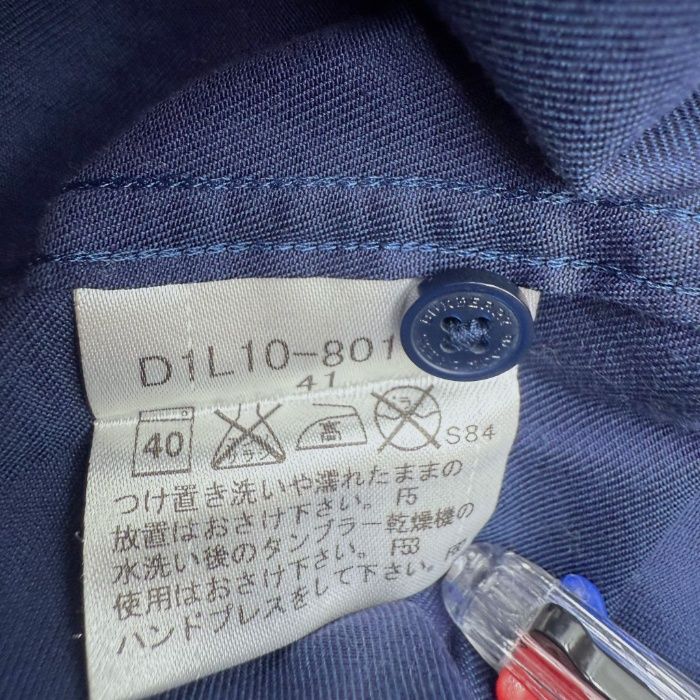 D1L10-801
41
40 高 S84
つけ置き洗いや濡れたままの
放置はおさけ下さい。 F5
水洗い後のタンブラー乾燥機の
使用はおさけ下さい。 F53
ハンドプレスをして下さい。